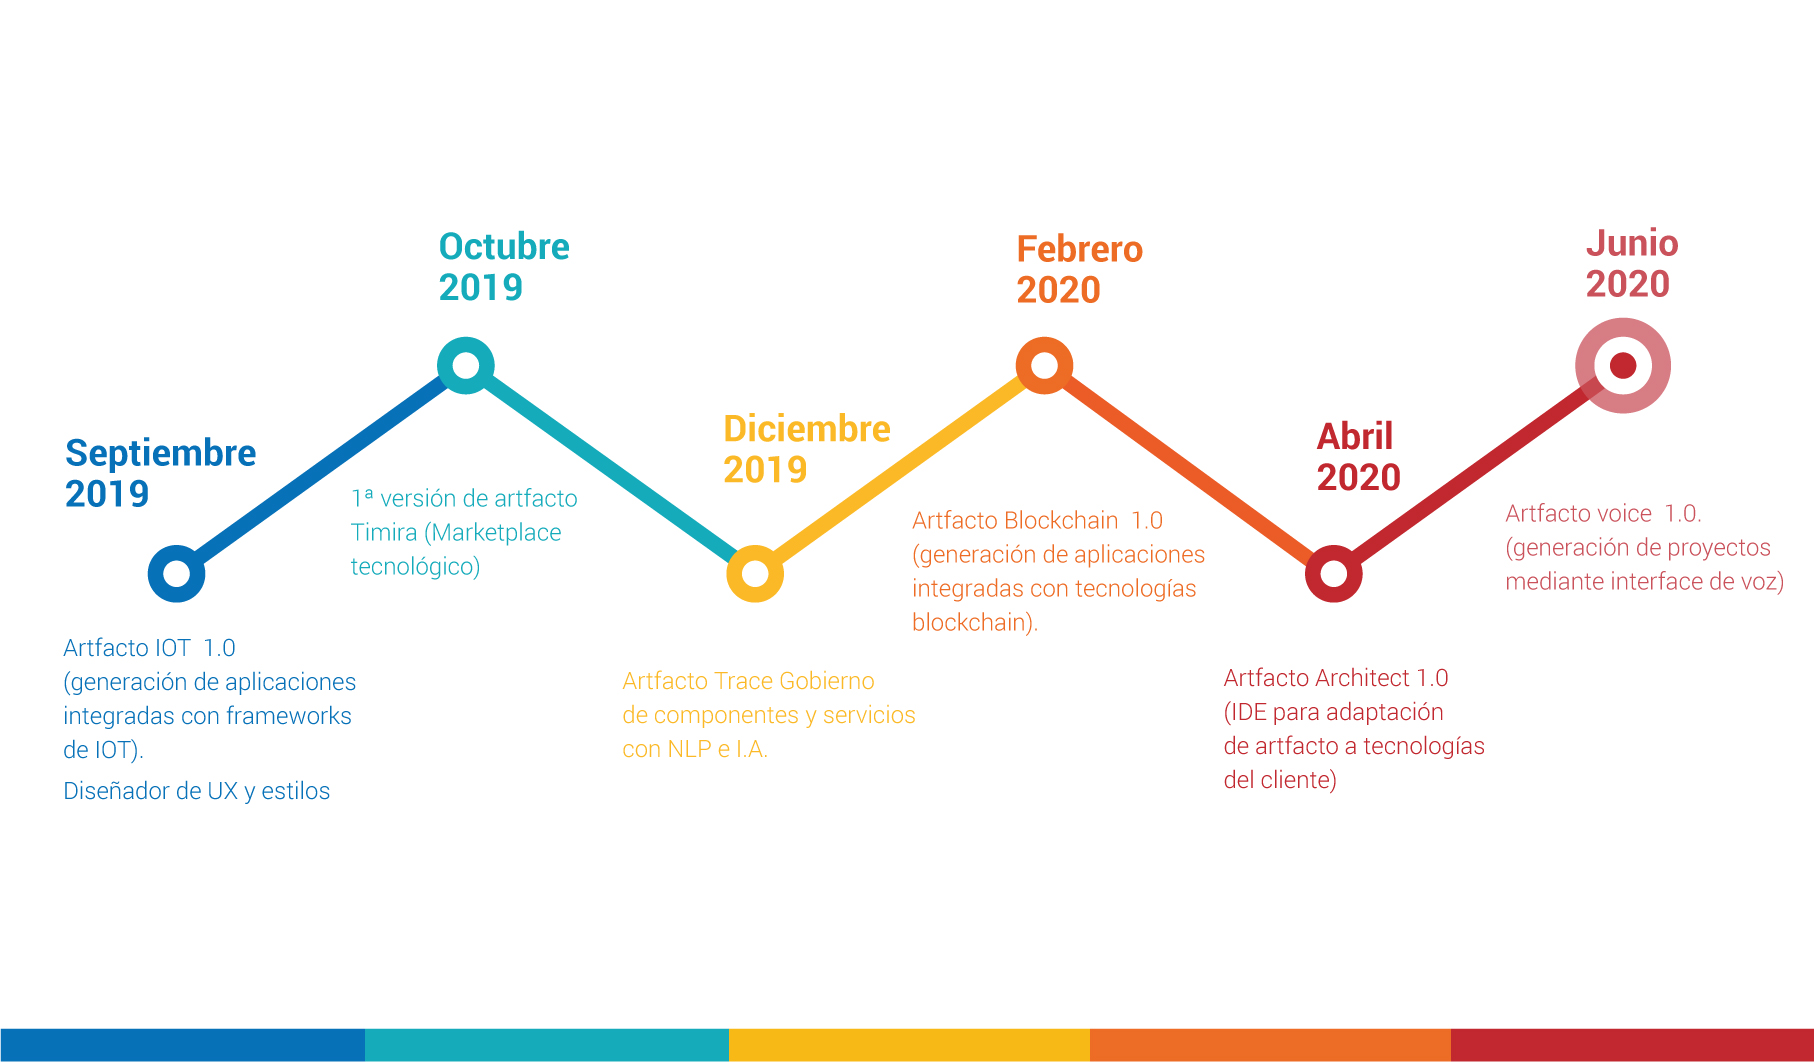 Septiembre
2019
Artfacto IOT 1.0
(generación de aplicaciones
integradas con frameworks
de IOT).
Diseñador de UX y estilos
Octubre
2019
1ª versión de artfacto
Timira (Marketplace
tecnológico)
Diciembre
2019
Artfacto Trace Gobierno
de componentes y servicios
con NLP e I.A.
Febrero
2020
Artfacto Blockchain 1.0
(generación de aplicaciones
integradas con tecnologías
blockchain).
Abril
2020
Artfacto Architect 1.0
(IDE para adaptación
de artfacto a tecnologías
del cliente)
Junio
2020
Artfacto voice 1.0.
(generación de proyectos
mediante interface de voz)